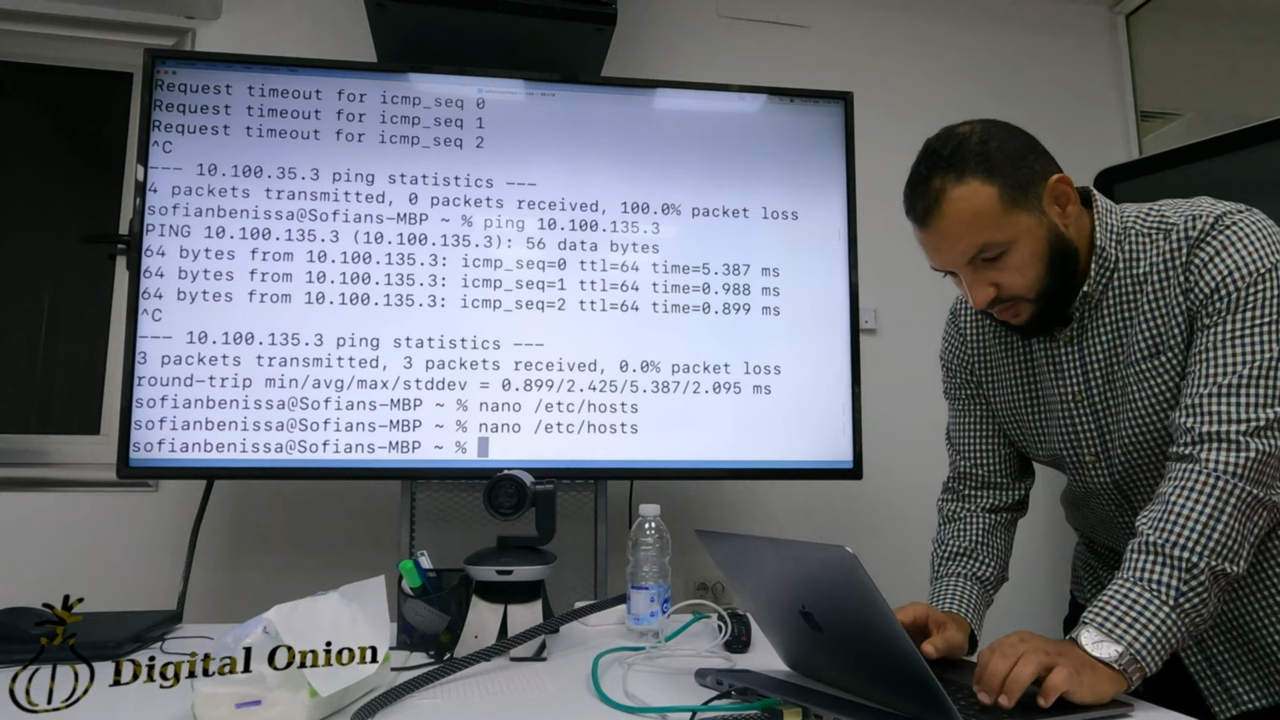 Request timeout for icmp_seq 0
Request timeout for icmp_seq 1
Request timeout for icmp_seq 2
^C
--- 10.100.35.3 ping statistics ---
4 packets transmitted, 0 packets received, 100.0% packet loss
sofianbenissa@Sofians-MBP ~ % ping 10.100.135.3
PING 10.100.135.3 (10.100.135.3): 56 data bytes
64 bytes from 10.100.135.3: icmp_seq=0 ttl=64 time=5.387 ms
64 bytes from 10.100.135.3: icmp_seq=1 ttl=64 time=0.988 ms
64 bytes from 10.100.135.3: icmp_seq=2 ttl=64 time=0.899 ms
^C
--- 10.100.135.3 ping statistics ---
3 packets transmitted, 3 packets received, 0.0% packet loss
round-trip min/avg/max/stddev = 0.899/2.425/5.387/2.095 ms
sofianbenissa@Sofians-MBP ~ % nano /etc/hosts
sofianbenissa@Sofians-MBP ~ % nano /etc/hosts
sofianbenissa@Sofians-MBP ~ %
Digital Onion